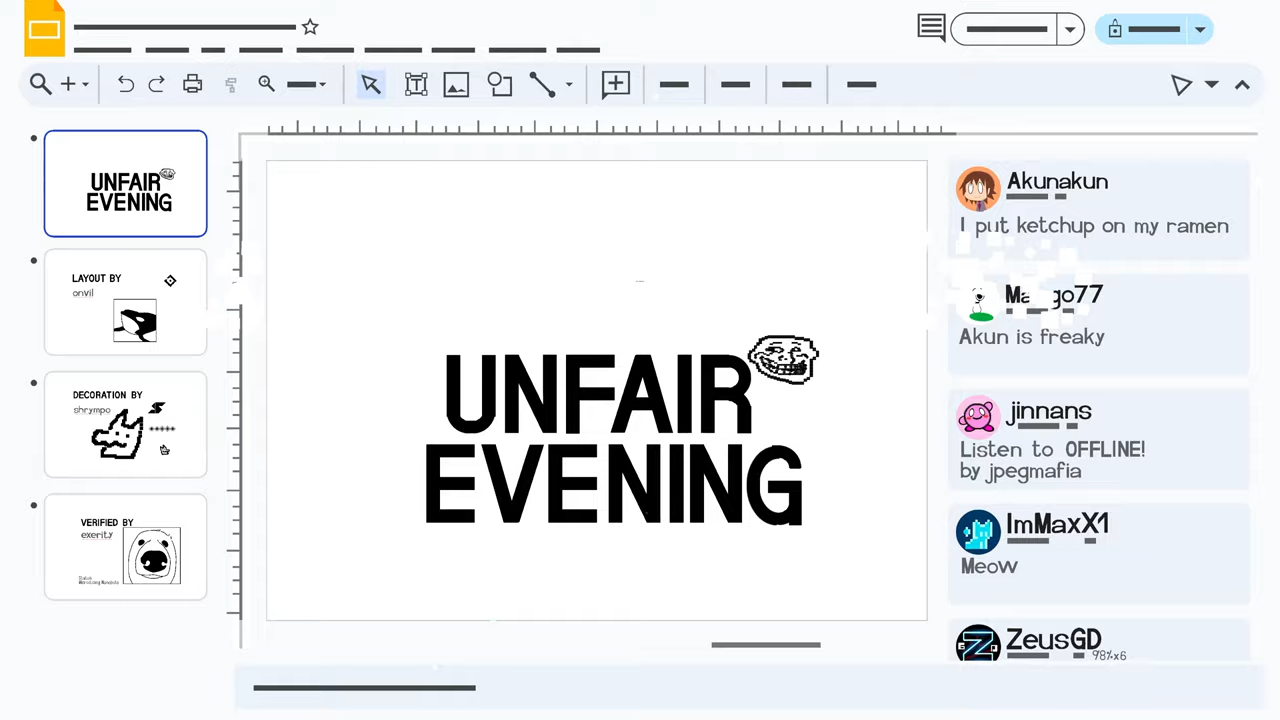 UNFAIR
EVENING
LAYOUT BY
onvil
DECORATION BY
shrympo
VERIFIED BY
exerity
UNFAIR
EVENING
Akunakun
I put ketchup on my ramen
Akun is freaky
jinnans
Listen to OFFLINE!
by jpegmafia
ImMaxX1
Meow
ZeusGD
98%x6